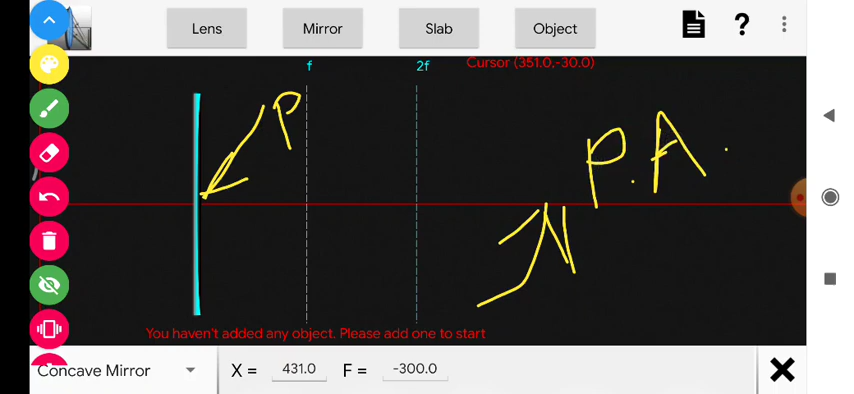 Lens Mirror Slab Object ?
f 2f Cursor (351.0,-30.0)
P
P.A.
You haven't added any object. Please add one to start
Concave Mirror X = 431.0 F = -300.0